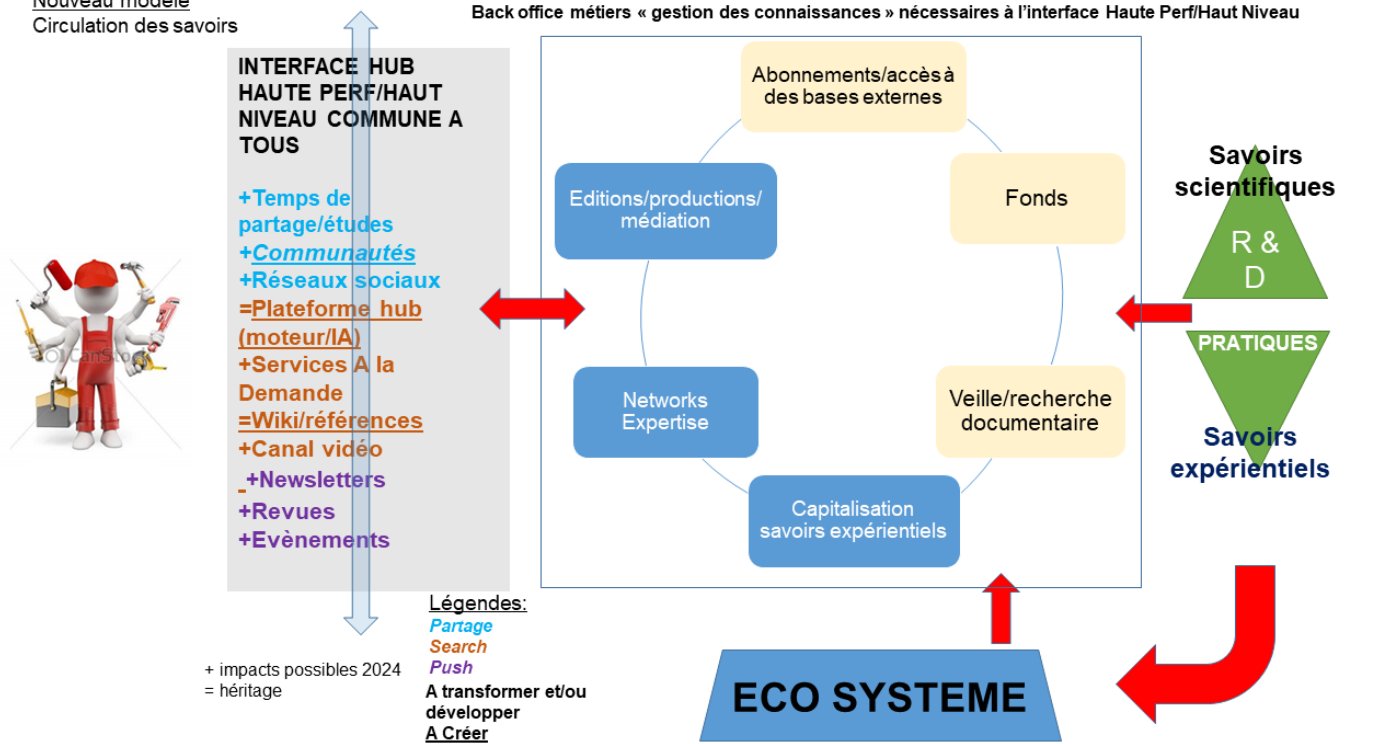 Nouveau modèle
Circulation des savoirs
Back office métiers « gestion des connaissances » nécessaires à l'interface Haute Perf/Haut Niveau
INTERFACE HUB
HAUTE PERF/HAUT
NIVEAU COMMUNE A
TOUS
+Temps de
partage/études
+Communautés
+Réseaux sociaux
=Plateforme hub
(moteur/IA)
+Services A la
Demande
=Wiki/références
+Canal vidéo
+Newsletters
+Revues
+Evènements
Abonnements/accès à
des bases externes
Editions/productions/
médiation
Fonds
Networks
Expertise
Veille/recherche
documentaire
Capitalisation
savoirs expérientiels
Savoirs
scientifiques
R &
D
PRATIQUES
Savoirs
expérientiels
CanStock
Légendes:
Partage
Search
Push
A transformer et/ou
développer
A Créer
+ impacts possibles 2024
= héritage
ECO SYSTEME